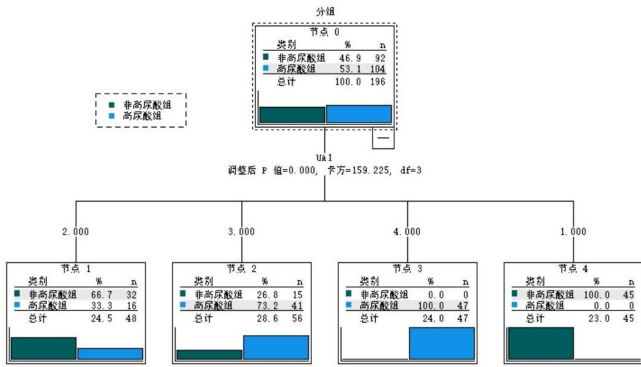 分组
节点 0
类别 % n
非高尿酸组 46.9 92
高尿酸组 53.1 104
总计 100.0 196
非高尿酸组
高尿酸组
UA1
调整后 P 值=0.000, 卡方=159.225, df=3
2.000
3.000
4.000
1.000
节点 1
类别 % n
非高尿酸组 66.7 32
高尿酸组 33.3 16
总计 24.5 48
节点 2
类别 % n
非高尿酸组 26.8 15
高尿酸组 73.2 41
总计 28.6 56
节点 3
类别 % n
非高尿酸组 0.0 0
高尿酸组 100.0 47
总计 24.0 47
节点 4
类别 % n
非高尿酸组 100.0 45
高尿酸组 0.0 0
总计 23.0 45